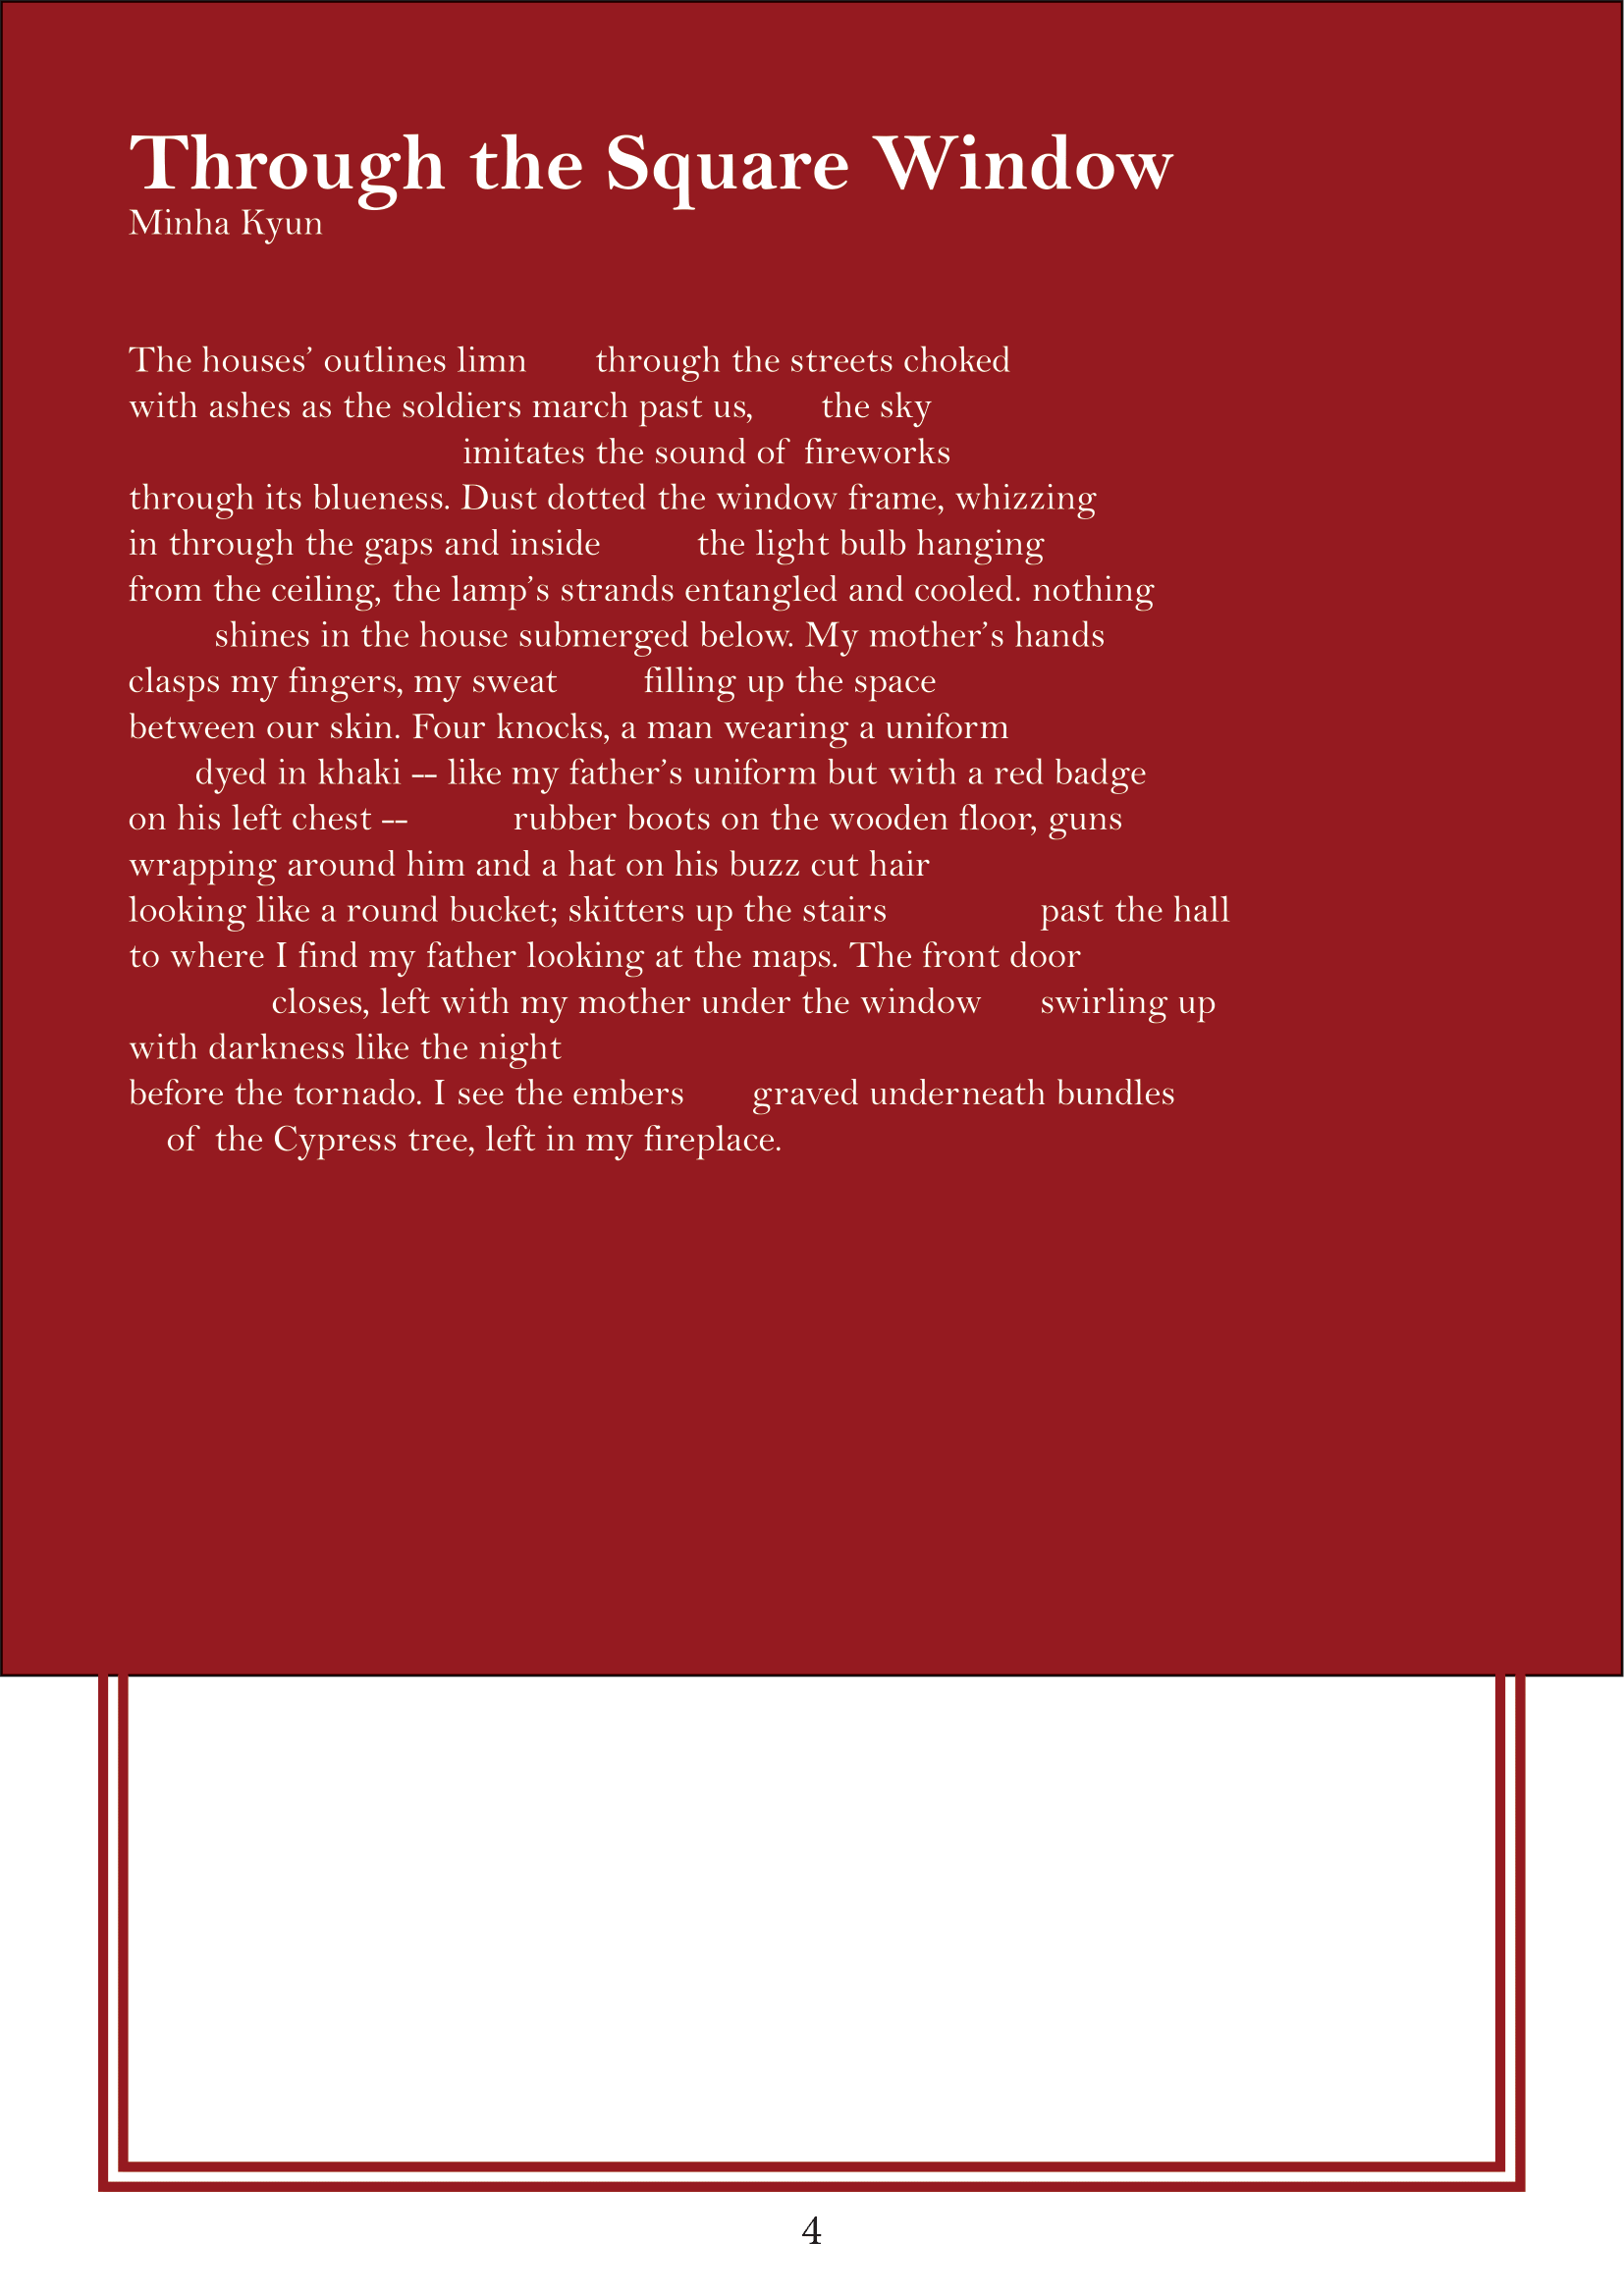 Through the Square Window
Minha Kyun
The houses’ outlines limn through the streets choked
with ashes as the soldiers march past us, the sky
imitates the sound of fireworks
through its blueness. Dust dotted the window frame, whizzing
in through the gaps and inside the light bulb hanging
from the ceiling, the lamp’s strands entangled and cooled. nothing
shines in the house submerged below. My mother’s hands
clasps my fingers, my sweat filling up the space
between our skin. Four knocks, a man wearing a uniform
dyed in khaki -- like my father’s uniform but with a red badge
on his left chest -- rubber boots on the wooden floor, guns
wrapping around him and a hat on his buzz cut hair
looking like a round bucket; skitters up the stairs past the hall
to where I find my father looking at the maps. The front door
closes, left with my mother under the window swirling up
with darkness like the night
before the tornado. I see the embers graved underneath bundles
of the Cypress tree, left in my fireplace.
4